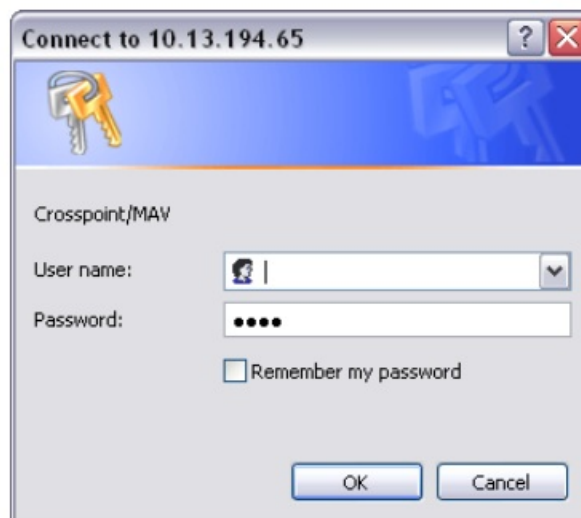 Connect to 10.13.194.65
Crosspoint/MAV
User name:
Password: ••••
Remember my password
OK Cancel